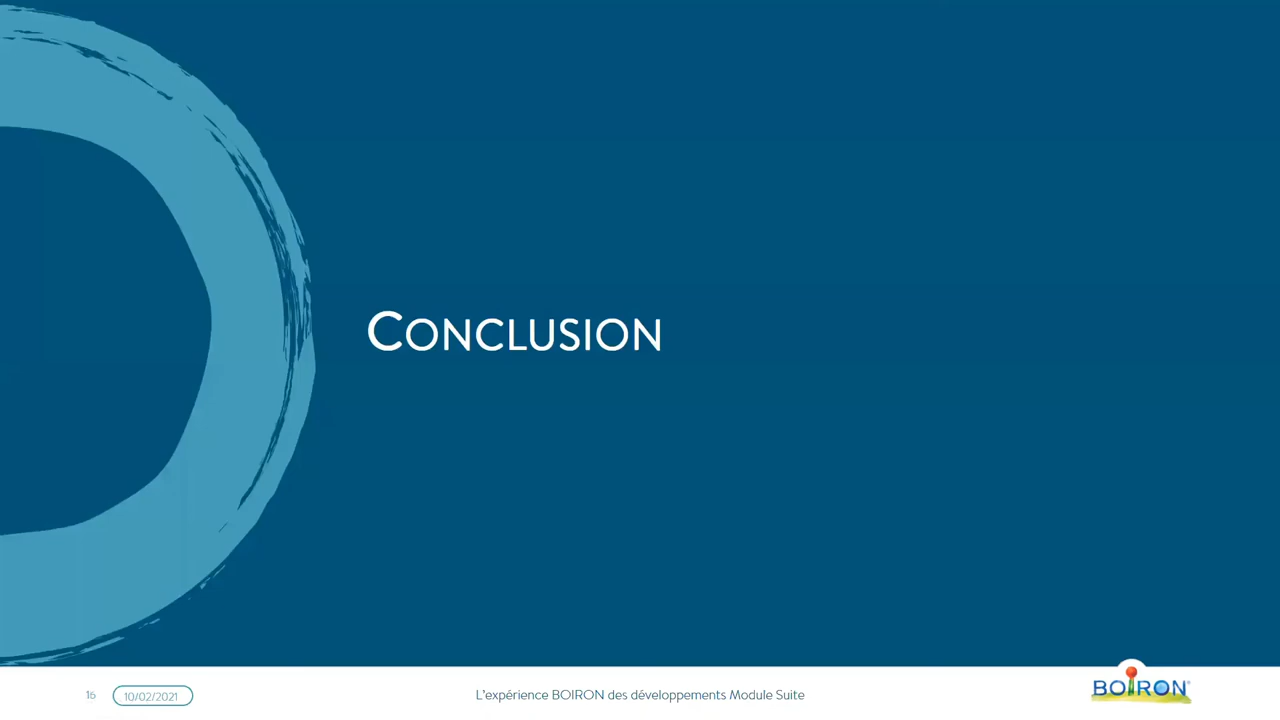 CONCLUSION
16
10/02/2021
L'expérience BOIRON des développements Module Suite
BOIRON®